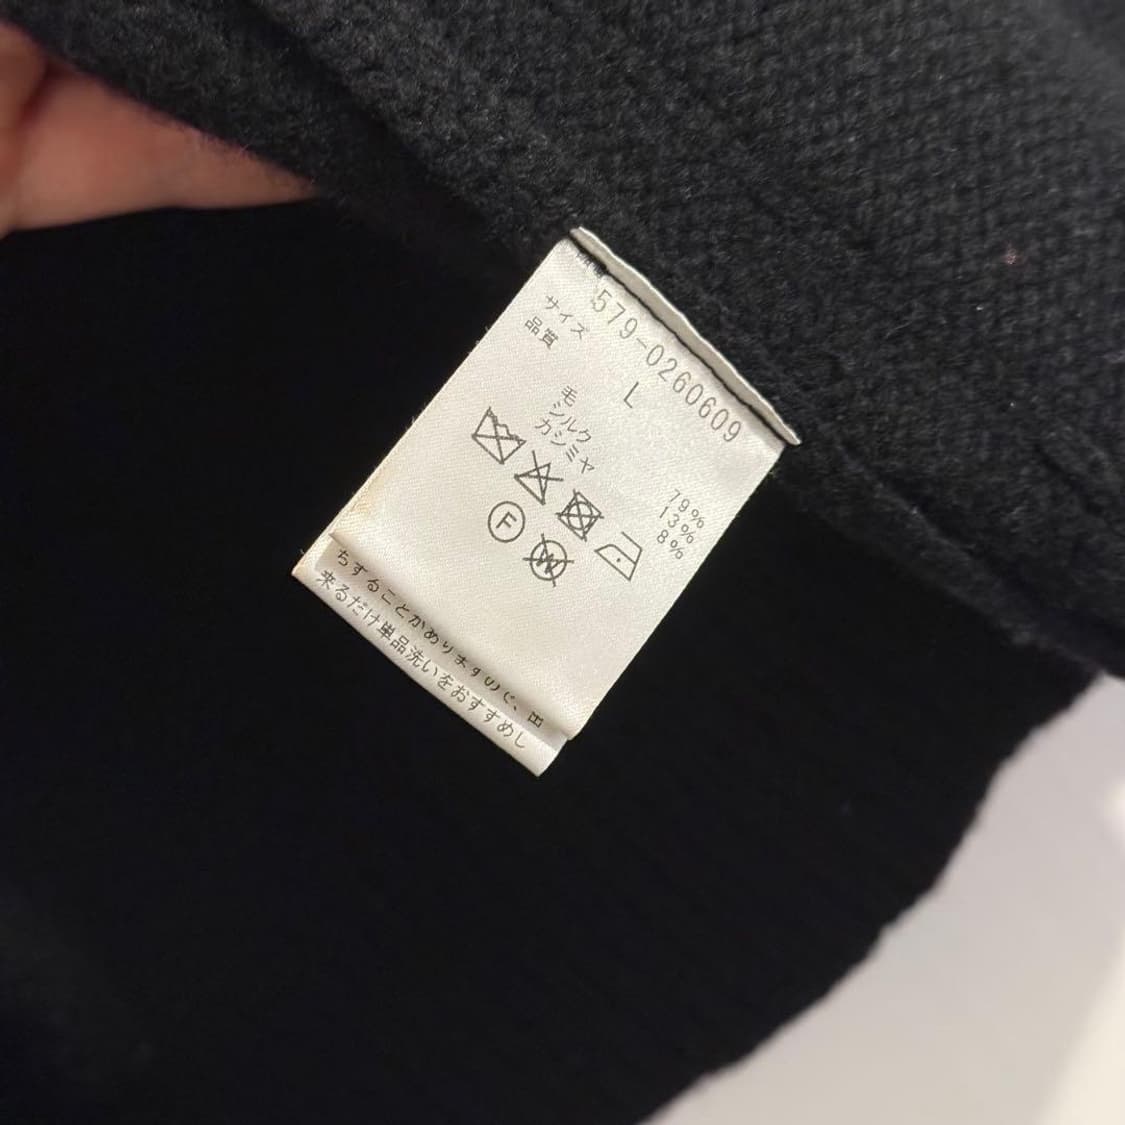 579-0260609
サイズ L
品質
毛 79%
シルク 13%
カシミヤ 8%
F
W
ちすることがありますので、出
来るだけ単品洗いをおすすめし